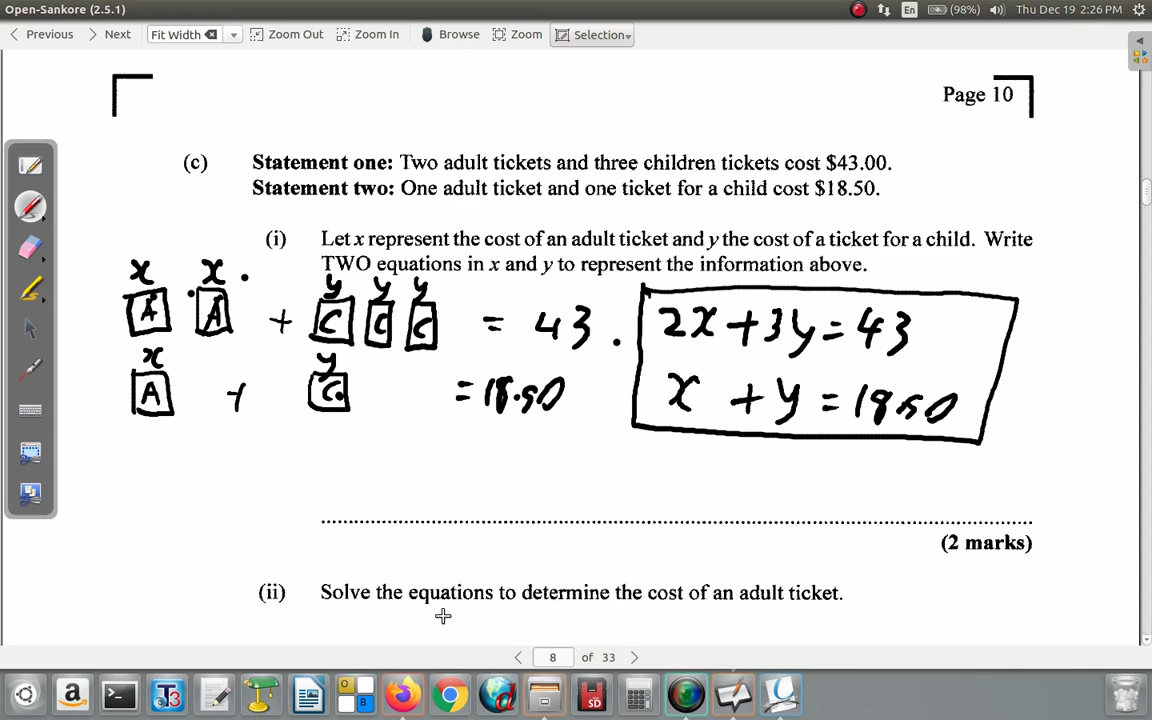 Open-Sankore (2.5.1)
En (98%) Thu Dec 19 2:26 PM
Previous Next Fit Width Zoom Out Zoom In Browse Zoom Selection
Page 10
(c) Statement one: Two adult tickets and three children tickets cost $43.00.
Statement two: One adult ticket and one ticket for a child cost $18.50.
(i) Let x represent the cost of an adult ticket and y the cost of a ticket for a child. Write
TWO equations in x and y to represent the information above.
x x y y y
A A + C C C = 43 . 2x + 3y = 43
x y
A + C = 18.50 x + y = 18.50
(2 marks)
(ii) Solve the equations to determine the cost of an adult ticket.
8 of 33
a T3 O W X B SD